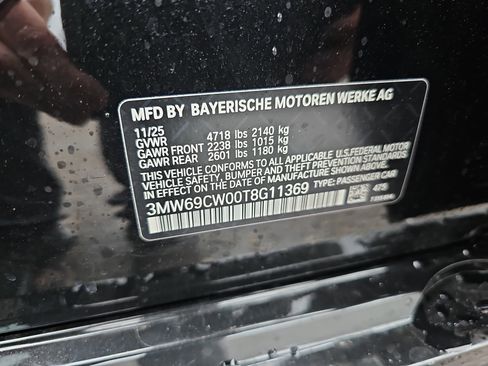 MFD BY BAYERISCHE MOTOREN WERKE AG
11/25
GVWR 4718 lbs 2140 kg
GAWR FRONT 2238 lbs 1015 kg
GAWR REAR 2601 lbs 1180 kg
THIS VEHICLE CONFORMS TO ALL APPLICABLE U.S.FEDERAL MOTOR
VEHICLE SAFETY, BUMPER AND THEFT PREVENTION STANDARDS
IN EFFECT ON THE DATE OF MANUFACTURE SHOWN ABOVE.
3MW69CW00T8G11369 TYPE: PASSENGER CAR
475